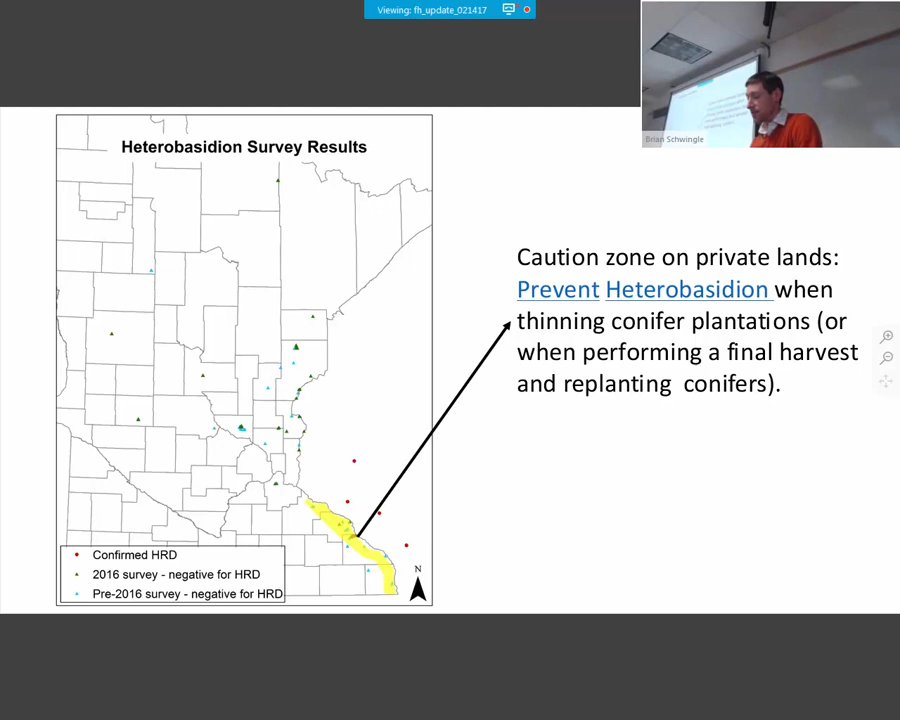 Viewing: fh_update_021417
Brian Schwingle
Heterobasidion Survey Results
Caution zone on private lands:
Prevent Heterobasidion when
thinning conifer plantations (or
when performing a final harvest
and replanting conifers).
Confirmed HRD
2016 survey - negative for HRD
Pre-2016 survey - negative for HRD
N